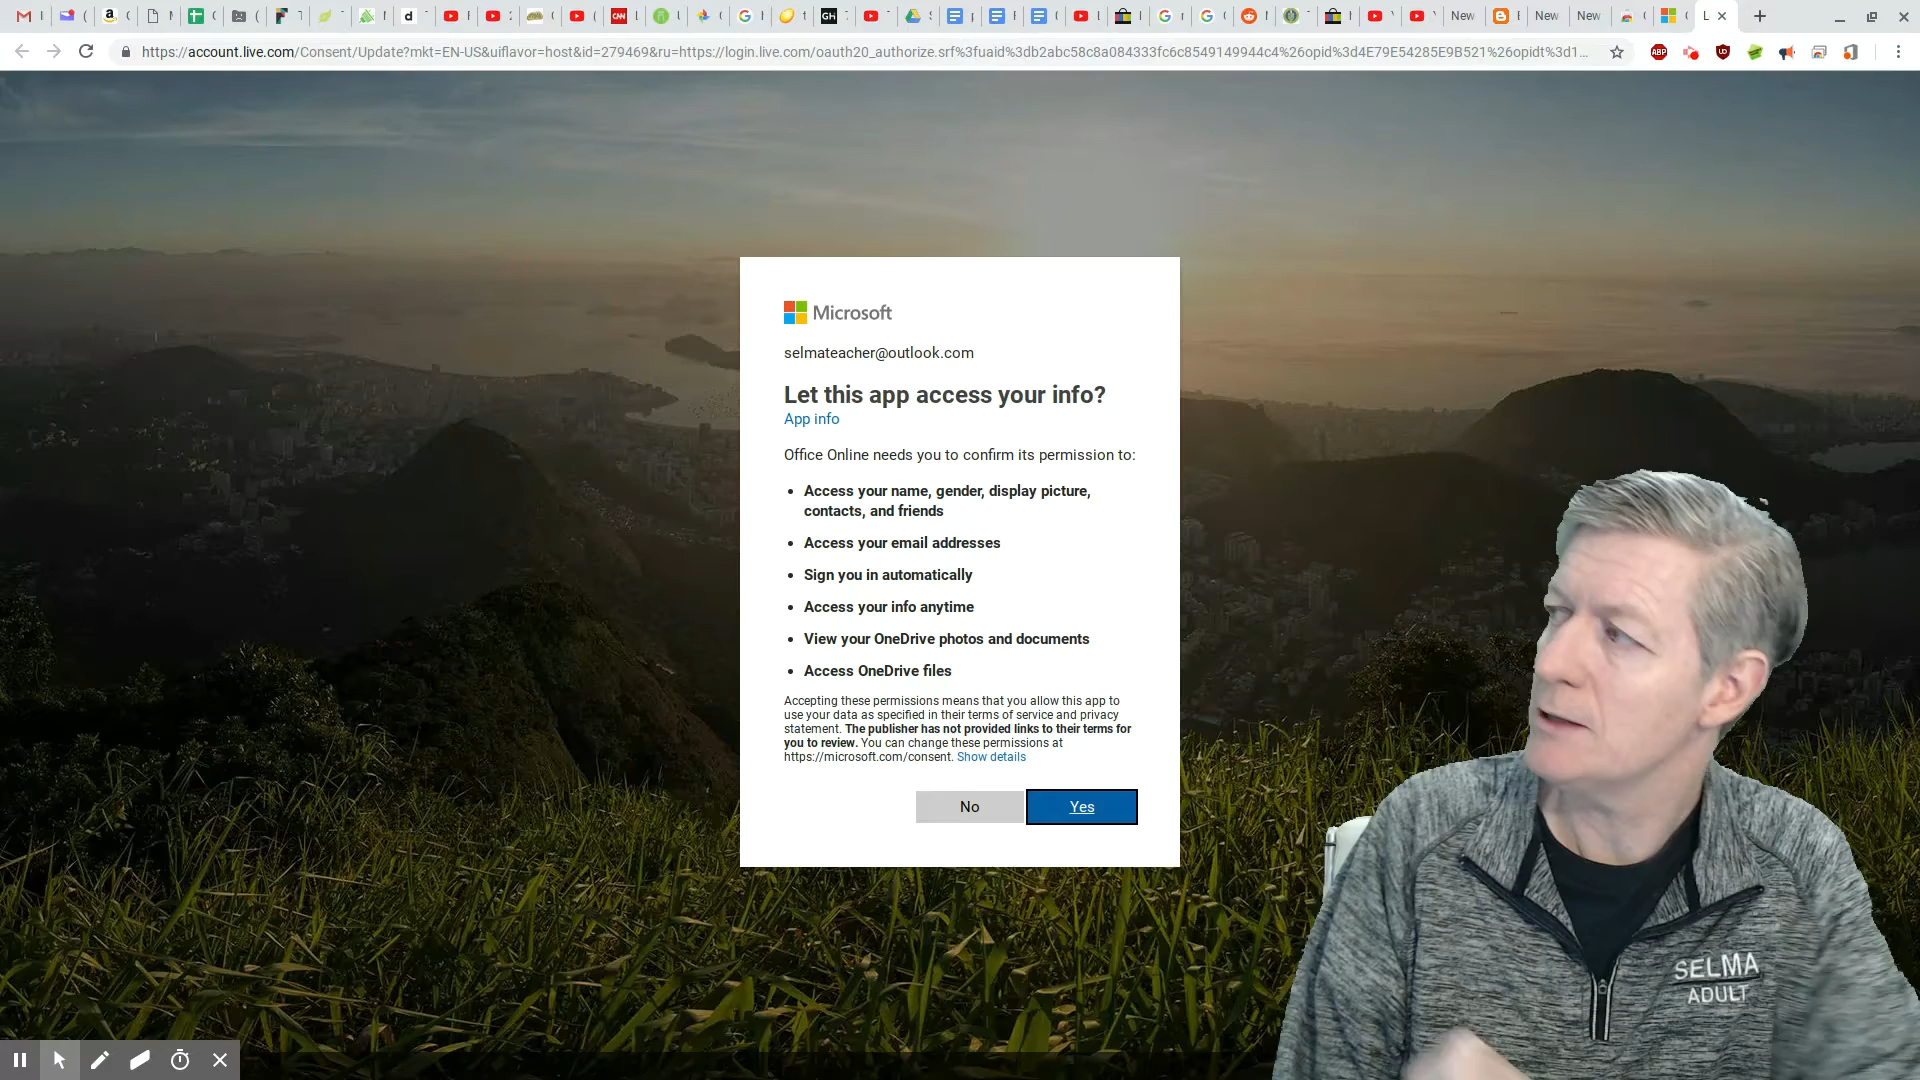 https://account.live.com/Consent/Update?mkt=EN-US&uiflavor=host&id=279469&ru=https://login.live.com/oauth20_authorize.srf%3fuaid%3db2abc58c8a084333fc6c8549149944c4%26opid%3d4E79E54285E9B521%26opidt%3d1...
New
New
New
ABP
CNN
GH
Microsoft
selmateacher@outlook.com
Let this app access your info?
App info
Office Online needs you to confirm its permission to:
• Access your name, gender, display picture,
contacts, and friends
• Access your email addresses
• Sign you in automatically
• Access your info anytime
• View your OneDrive photos and documents
• Access OneDrive files
Accepting these permissions means that you allow this app to
use your data as specified in their terms of service and privacy
statement. The publisher has not provided links to their terms for
you to review. You can change these permissions at
https://microsoft.com/consent. Show details
No
Yes
SELMA
ADULT